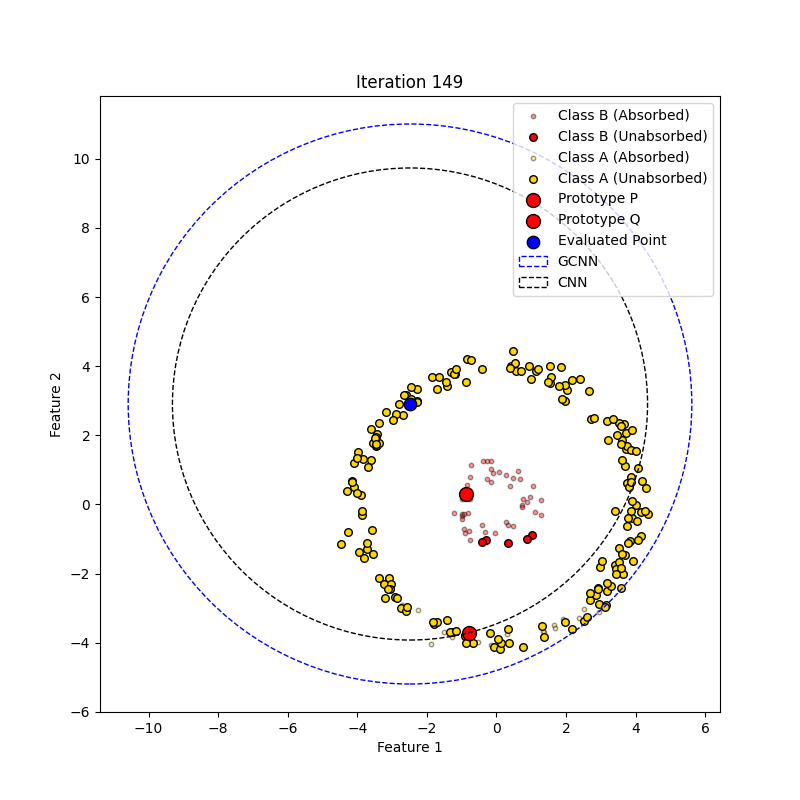 Iteration 149
Class B (Absorbed)
Class B (Unabsorbed)
Class A (Absorbed)
Class A (Unabsorbed)
Prototype P
Prototype Q
Evaluated Point
GCNN
CNN
10
8
6
4
2
0
−2
−4
−6
Feature 2
−10
−8
−6
−4
−2
0
2
4
6
Feature 1